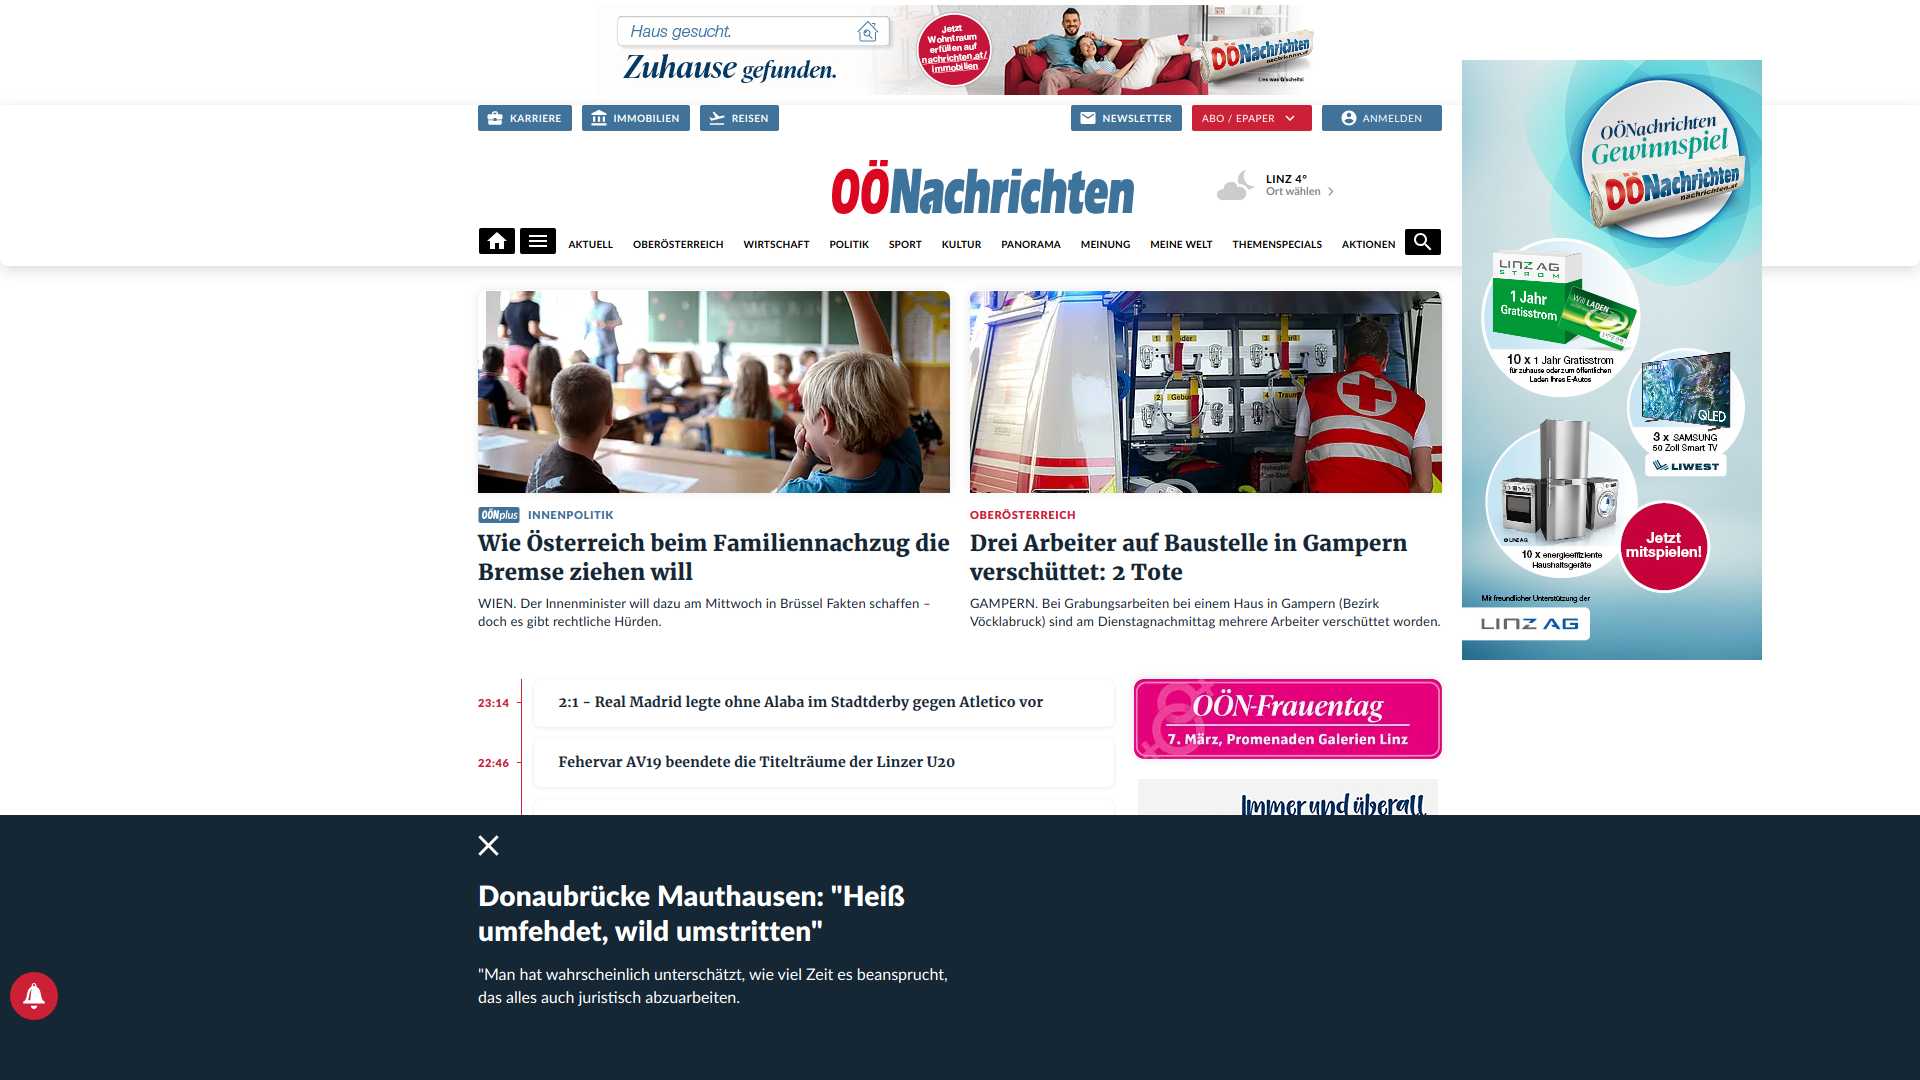 Haus gesucht.
Zuhause gefunden.
Jetzt
Wohntraum
erfüllen auf
nachrichten.at/
immobilien
OÖNachrichten
Lies was G'scheits!
KARRIERE
IMMOBILIEN
REISEN
NEWSLETTER
ABO / EPAPER
ANMELDEN
OÖNachrichten
LINZ 4°
Ort wählen
AKTUELL
OBERÖSTERREICH
WIRTSCHAFT
POLITIK
SPORT
KULTUR
PANORAMA
MEINUNG
MEINE WELT
THEMENSPECIALS
AKTIONEN
OÖNplus INNENPOLITIK
Wie Österreich beim Familiennachzug die
Bremse ziehen will
WIEN. Der Innenminister will dazu am Mittwoch in Brüssel Fakten schaffen –
doch es gibt rechtliche Hürden.
OBERÖSTERREICH
Drei Arbeiter auf Baustelle in Gampern
verschüttet: 2 Tote
GAMPERN. Bei Grabungsarbeiten bei einem Haus in Gampern (Bezirk
Vöcklabruck) sind am Dienstagnachmittag mehrere Arbeiter verschüttet worden.
23:14
2:1 - Real Madrid legte ohne Alaba im Stadtderby gegen Atletico vor
22:46
Fehervar AV19 beendete die Titelträume der Linzer U20
OÖN-Frauentag
7. März, Promenaden Galerien Linz
Immer und überall
OÖNachrichten
Gewinnspiel
OÖNachrichten
nachrichten.at
LINZ AG
STROM
1 Jahr
Gratisstrom
Will LADEN
10 x 1 Jahr Gratisstrom
für zuhause oder zum öffentlichen
Laden Ihres E-Autos
QLED
3 x SAMSUNG
50 Zoll Smart TV
LIWEST
© LINZ AG
10 x energieeffiziente
Haushaltsgeräte
Jetzt
mitspielen!
Mit freundlicher Unterstützung der
LINZ AG
Donaubrücke Mauthausen: "Heiß
umfehdet, wild umstritten"
"Man hat wahrscheinlich unterschätzt, wie viel Zeit es beansprucht,
das alles auch juristisch abzuarbeiten.